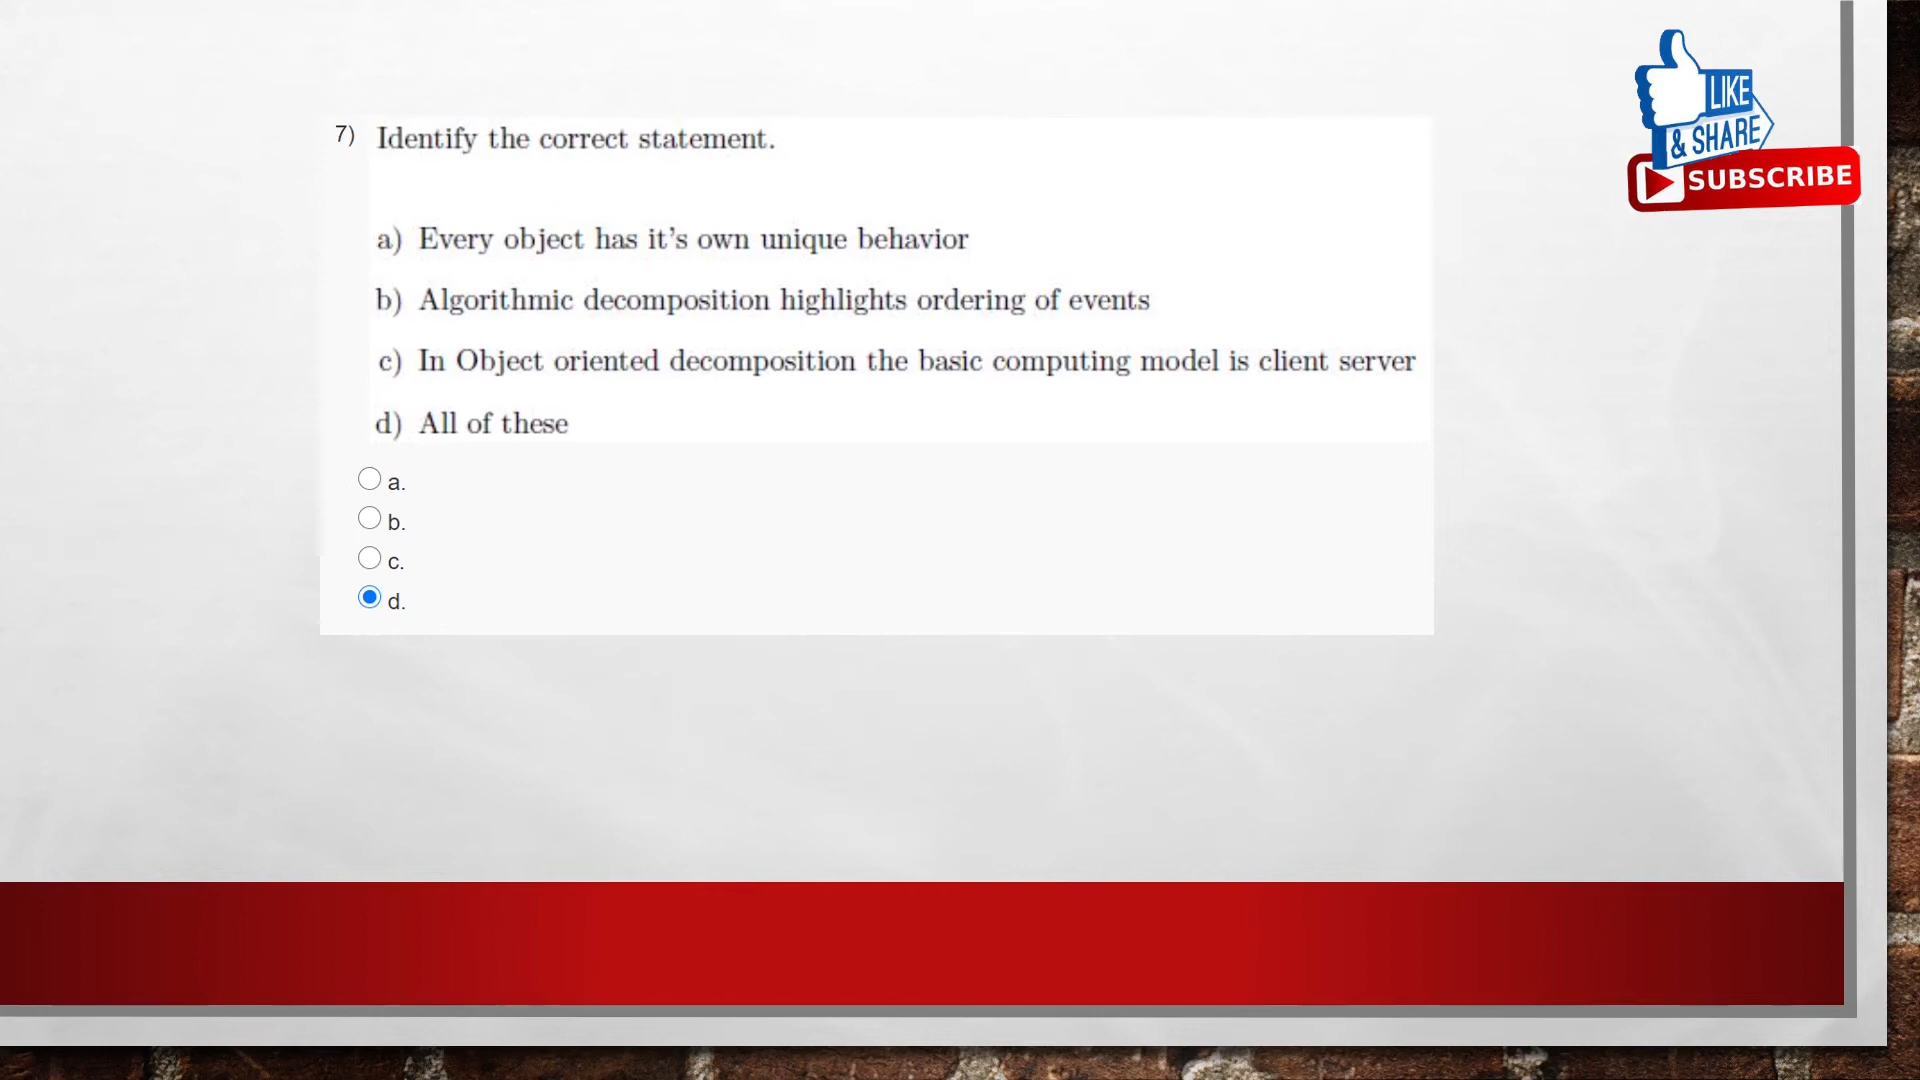 LIKE
& SHARE
SUBSCRIBE
7) Identify the correct statement.
a) Every object has it's own unique behavior
b) Algorithmic decomposition highlights ordering of events
c) In Object oriented decomposition the basic computing model is client server
d) All of these
a.
b.
c.
d.